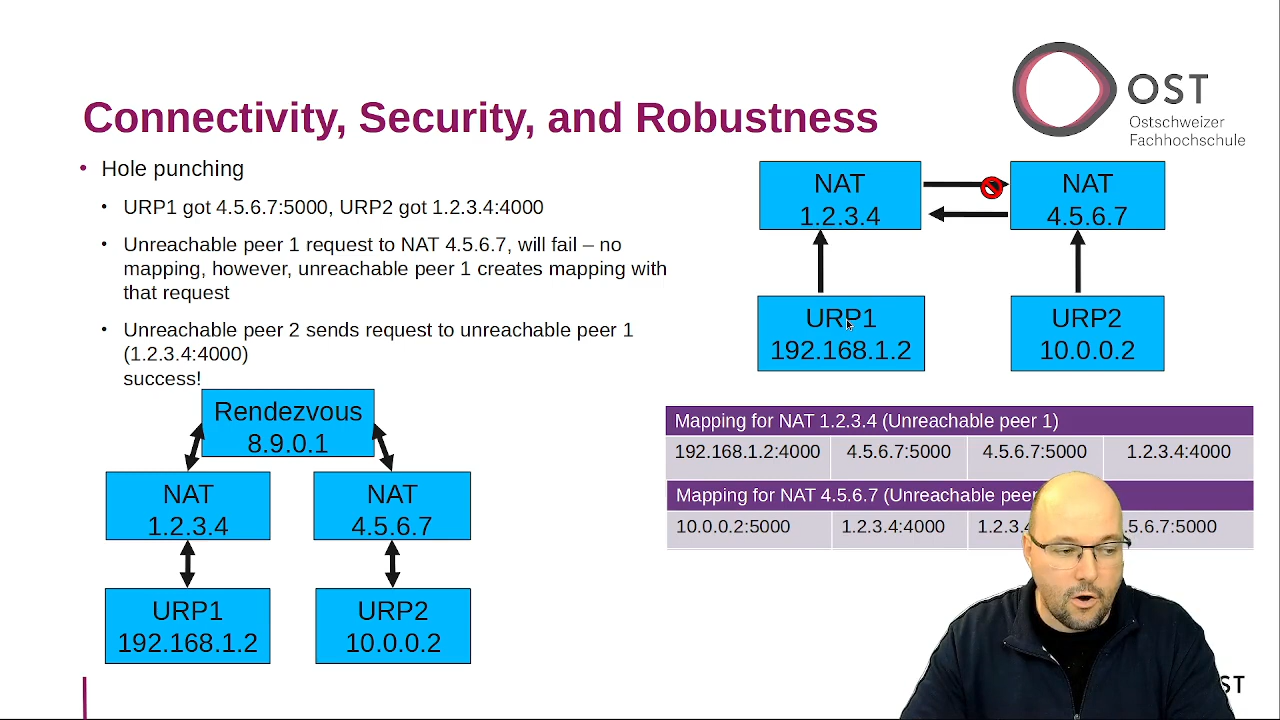 OST
Ostschweizer
Fachhochschule
Connectivity, Security, and Robustness
• Hole punching
• URP1 got 4.5.6.7:5000, URP2 got 1.2.3.4:4000
• Unreachable peer 1 request to NAT 4.5.6.7, will fail – no
mapping, however, unreachable peer 1 creates mapping with
that request
• Unreachable peer 2 sends request to unreachable peer 1
(1.2.3.4:4000)
success!
NAT
1.2.3.4
NAT
4.5.6.7
URP1
192.168.1.2
URP2
10.0.0.2
Rendezvous
8.9.0.1
NAT
1.2.3.4
NAT
4.5.6.7
URP1
192.168.1.2
URP2
10.0.0.2
Mapping for NAT 1.2.3.4 (Unreachable peer 1)
192.168.1.2:4000 4.5.6.7:5000 4.5.6.7:5000 1.2.3.4:4000
Mapping for NAT 4.5.6.7 (Unreachable peer
10.0.0.2:5000 1.2.3.4:4000 1.2.3. .5.6.7:5000
ST